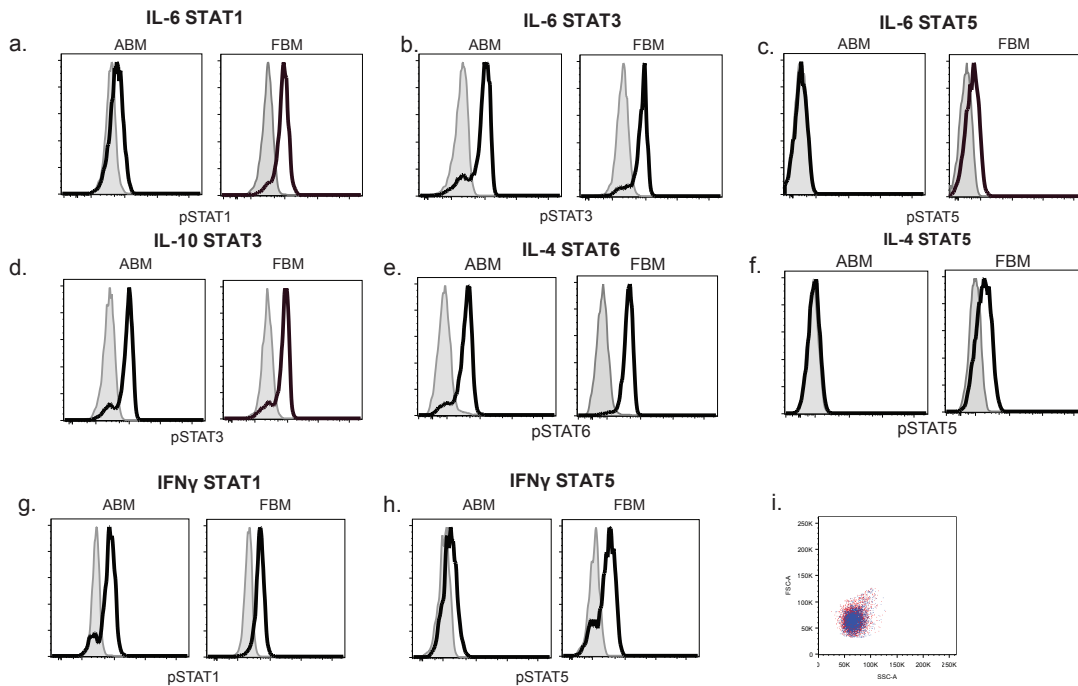 IL-6 STAT1
IL-6 STAT3
IL-6 STAT5
a.
ABM
FBM
b.
ABM
FBM
c.
ABM
FBM
pSTAT1
pSTAT3
pSTAT5
IL-10 STAT3
IL-4 STAT6
IL-4 STAT5
d.
ABM
FBM
e.
ABM
FBM
f.
ABM
FBM
pSTAT3
pSTAT6
pSTAT5
IFNγ STAT1
IFNγ STAT5
g.
ABM
FBM
h.
ABM
FBM
i.
pSTAT1
pSTAT5
250K
200K
150K
100K
50K
0
FSC-A
0 50K 100K 150K 200K 250K
SSC-A